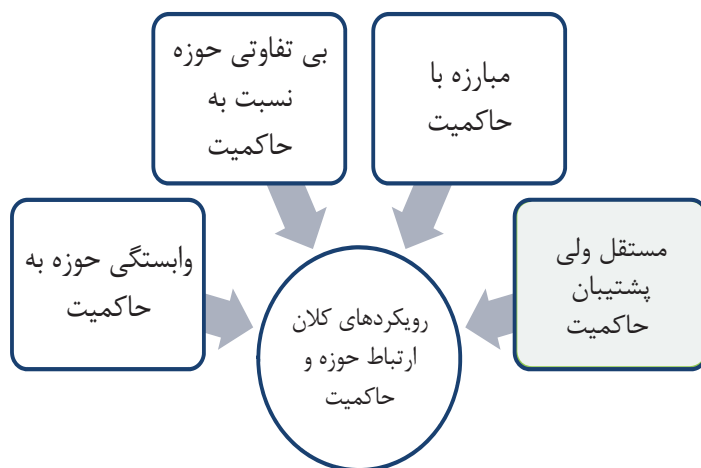 مبارزه با
حاکمیت
بی تفاوتی حوزه
نسبت به
حاکمیت
مستقل ولی
پشتیبان
حاکمیت
وابستگی حوزه به
حاکمیت
رویکردهای کلان
ارتباط حوزه و
حاکمیت